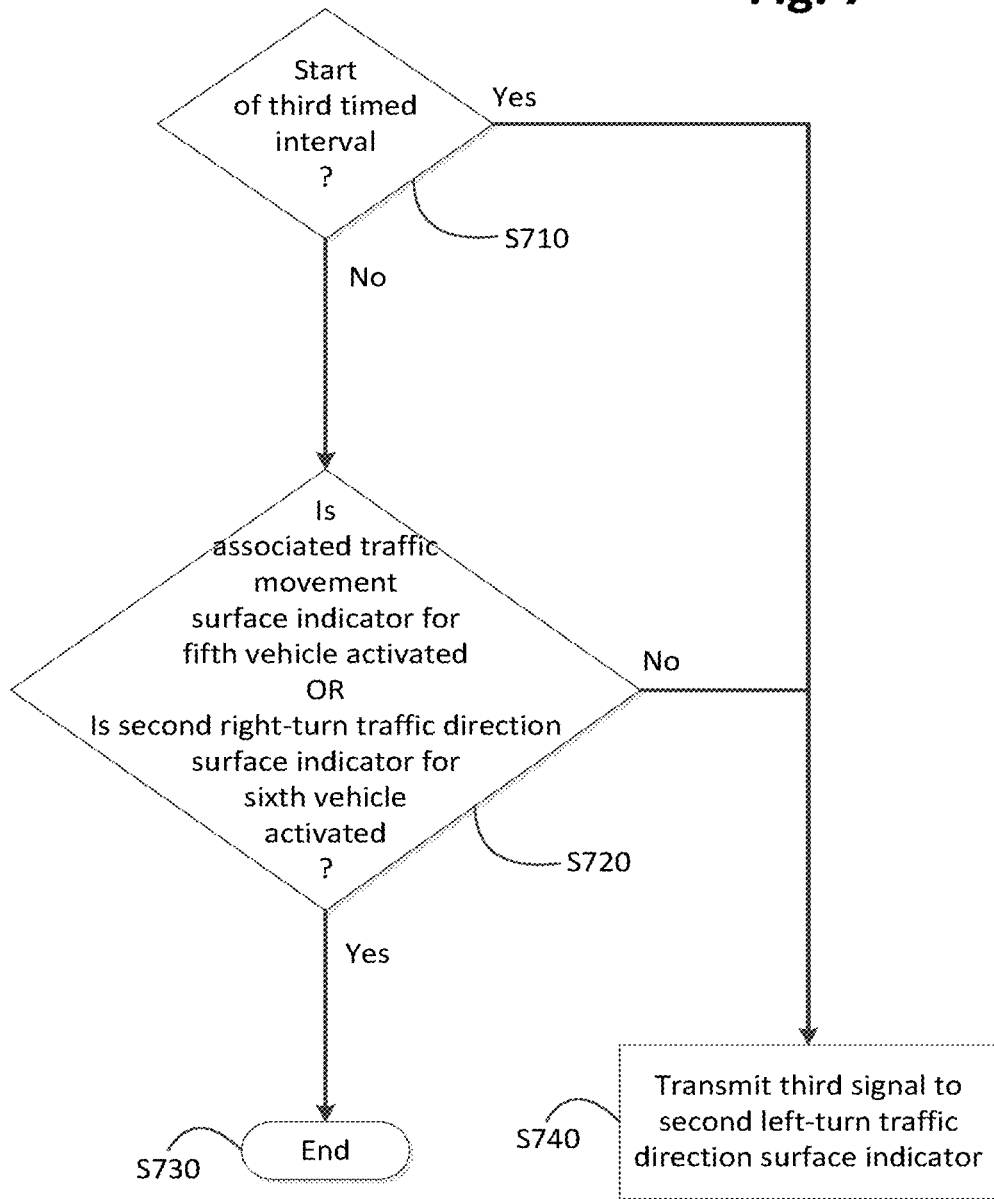 Start
of third timed
interval
?
Yes
S710
No
Is
associated traffic
movement
surface indicator for
fifth vehicle activated
OR
Is second right-turn traffic direction
surface indicator for
sixth vehicle
activated
?
No
S720
Yes
End
S730
Transmit third signal to
second left-turn traffic
direction surface indicator
S740